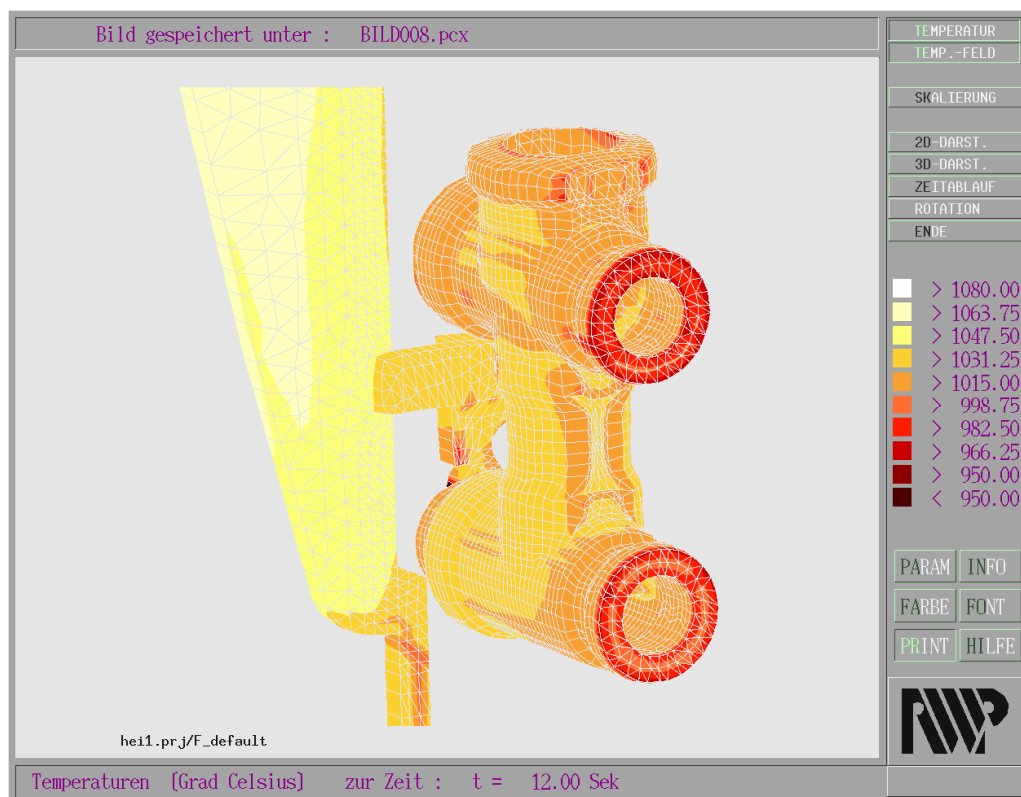 Bild gespeichert unter : BILD008.pcx
TEMPERATUR
TEMP.-FELD
SKALIERUNG
2D-DARST.
3D-DARST.
ZEITABLAUF
ROTATION
ENDE
> 1080.00
> 1063.75
> 1047.50
> 1031.25
> 1015.00
> 998.75
> 982.50
> 966.25
> 950.00
< 950.00
PARAM INFO
FARBE FONT
PRINT HILFE
RWP
hei1.prj/F_default
Temperaturen [Grad Celsius] zur Zeit : t = 12.00 Sek